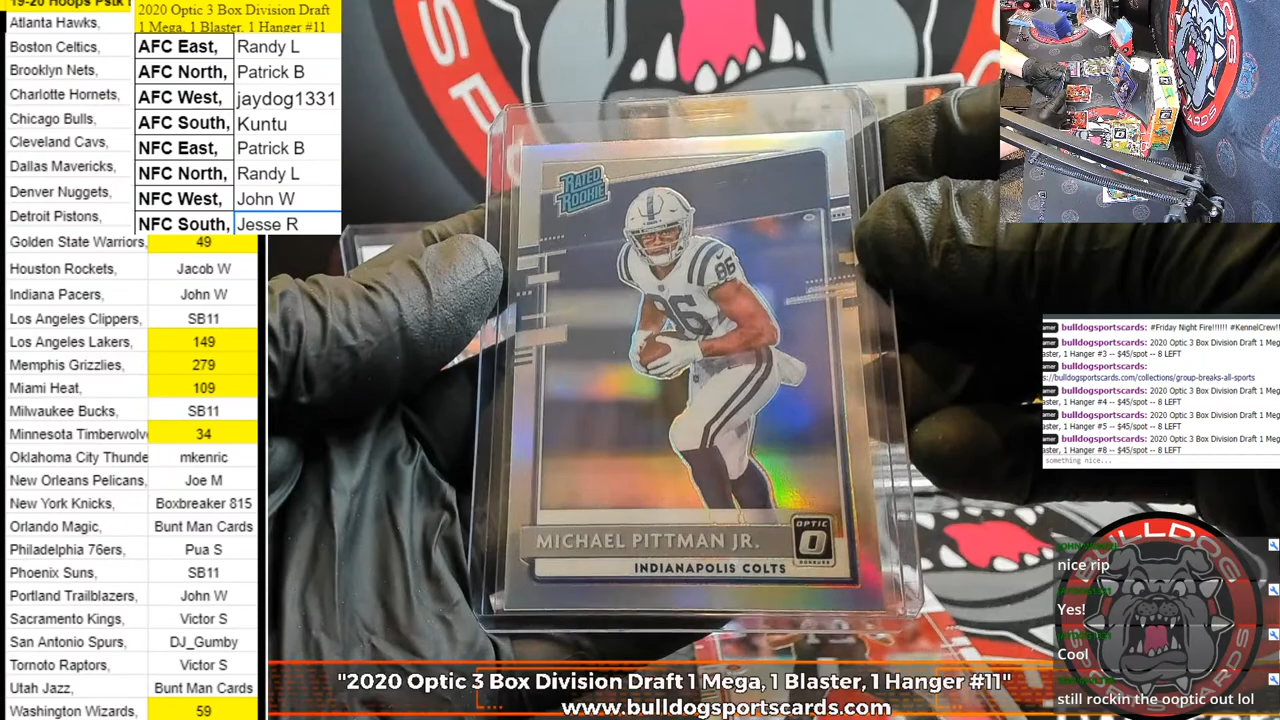 19-20 Hoops Pstk
Atlanta Hawks,
Boston Celtics,
Brooklyn Nets,
Charlotte Hornets,
Chicago Bulls,
Cleveland Cavs,
Dallas Mavericks,
Denver Nuggets,
Detroit Pistons,
Golden State Warriors, 49
Houston Rockets, Jacob W
Indiana Pacers, John W
Los Angeles Clippers, SB11
Los Angeles Lakers, 149
Memphis Grizzlies, 279
Miami Heat, 109
Milwaukee Bucks, SB11
Minnesota Timberwolv 34
Oklahoma City Thunde mkenric
New Orleans Pelicans, Joe M
New York Knicks, Boxbreaker 815
Orlando Magic, Bunt Man Cards
Philadelphia 76ers, Pua S
Phoenix Suns, SB11
Portland Trailblazers, John W
Sacramento Kings, Victor S
San Antonio Spurs, DJ_Gumby
Tornoto Raptors, Victor S
Utah Jazz, Bunt Man Cards
Washington Wizards, 59
2020 Optic 3 Box Division Draft
1 Mega, 1 Blaster, 1 Hanger #11
AFC East, Randy L
AFC North, Patrick B
AFC West, jaydog1331
AFC South, Kuntu
NFC East, Patrick B
NFC North, Randy L
NFC West, John W
NFC South, Jesse R
RATED
ROOKIE
86
86
MICHAEL PITTMAN JR.
INDIANAPOLIS COLTS
OPTIC
DONRUSS
bulldogsportscards: #Friday Night Fire!!!!!! #KennelCrew!!
bulldogsportscards: 2020 Optic 3 Box Division Draft 1 Meg
aster, 1 Hanger #3 -- $45/spot -- 8 LEFT
bulldogsportscards:
s://bulldogsportscards.com/collections/group-breaks-all-sports
bulldogsportscards: 2020 Optic 3 Box Division Draft 1 Meg
aster, 1 Hanger #4 -- $45/spot -- 8 LEFT
bulldogsportscards: 2020 Optic 3 Box Division Draft 1 Meg
aster, 1 Hanger #5 -- $45/spot -- 8 LEFT
bulldogsportscards: 2020 Optic 3 Box Division Draft 1 Meg
aster, 1 Hanger #8 -- $45/spot -- 8 LEFT
something nice...
BULLDOG
SPORTS CARDS
nice rip
Yes!
Cool
still rockin the ooptic out lol
"2020 Optic 3 Box Division Draft 1 Mega, 1 Blaster, 1 Hanger #11"
www.bulldogsportscards.com